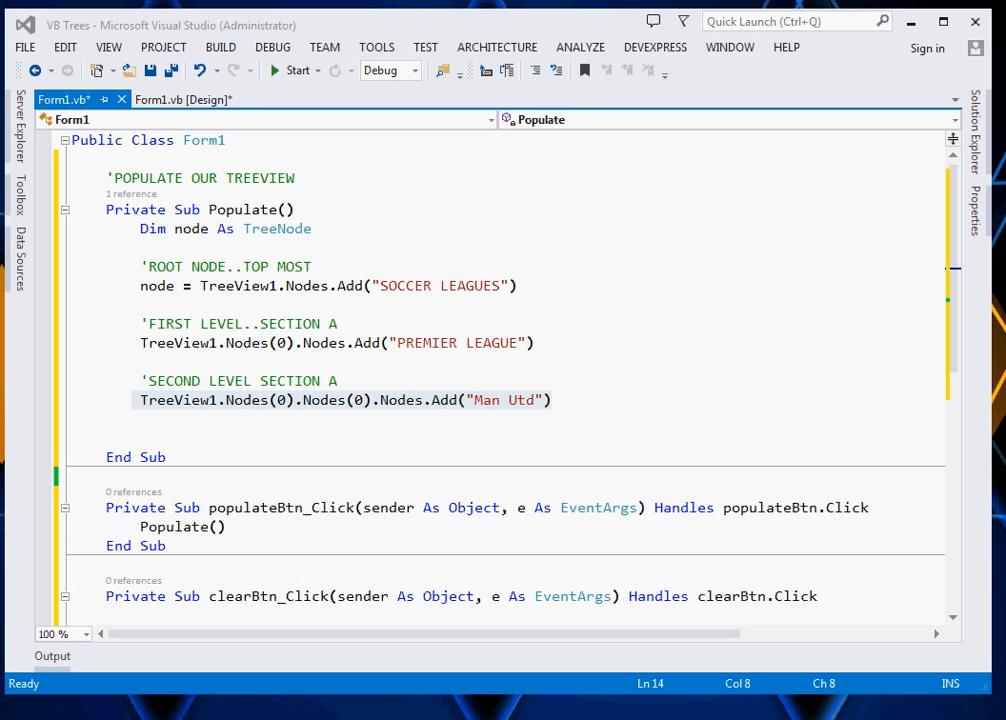 VB Trees - Microsoft Visual Studio (Administrator)
Quick Launch (Ctrl+Q)
FILE EDIT VIEW PROJECT BUILD DEBUG TEAM TOOLS TEST ARCHITECTURE ANALYZE DEVEXPRESS WINDOW HELP Sign in
Start Debug
Form1.vb* Form1.vb [Design]*
Form1 Populate
Server Explorer
Toolbox
Data Sources
Solution Explorer
Properties
Public Class Form1
'POPULATE OUR TREEVIEW
1 reference
Private Sub Populate()
Dim node As TreeNode
'ROOT NODE..TOP MOST
node = TreeView1.Nodes.Add("SOCCER LEAGUES")
'FIRST LEVEL..SECTION A
TreeView1.Nodes(0).Nodes.Add("PREMIER LEAGUE")
'SECOND LEVEL SECTION A
TreeView1.Nodes(0).Nodes(0).Nodes.Add("Man Utd")
End Sub
0 references
Private Sub populateBtn_Click(sender As Object, e As EventArgs) Handles populateBtn.Click
Populate()
End Sub
0 references
Private Sub clearBtn_Click(sender As Object, e As EventArgs) Handles clearBtn.Click
100 %
Output
Ready Ln 14 Col 8 Ch 8 INS